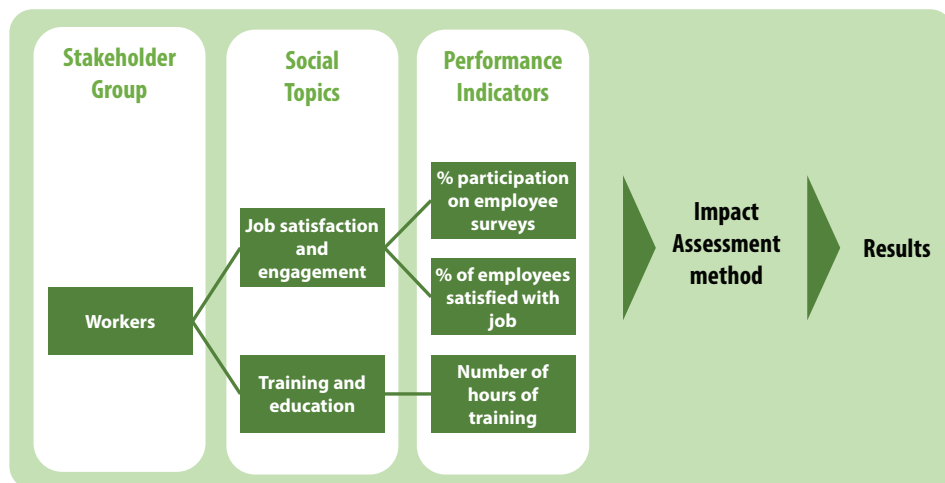 Stakeholder
Group
Social
Topics
Performance
Indicators
Workers
Job satisfaction
and
engagement
Training and
education
% participation
on employee
surveys
% of employees
satisfied with
job
Number of
hours of
training
Impact
Assessment
method
Results